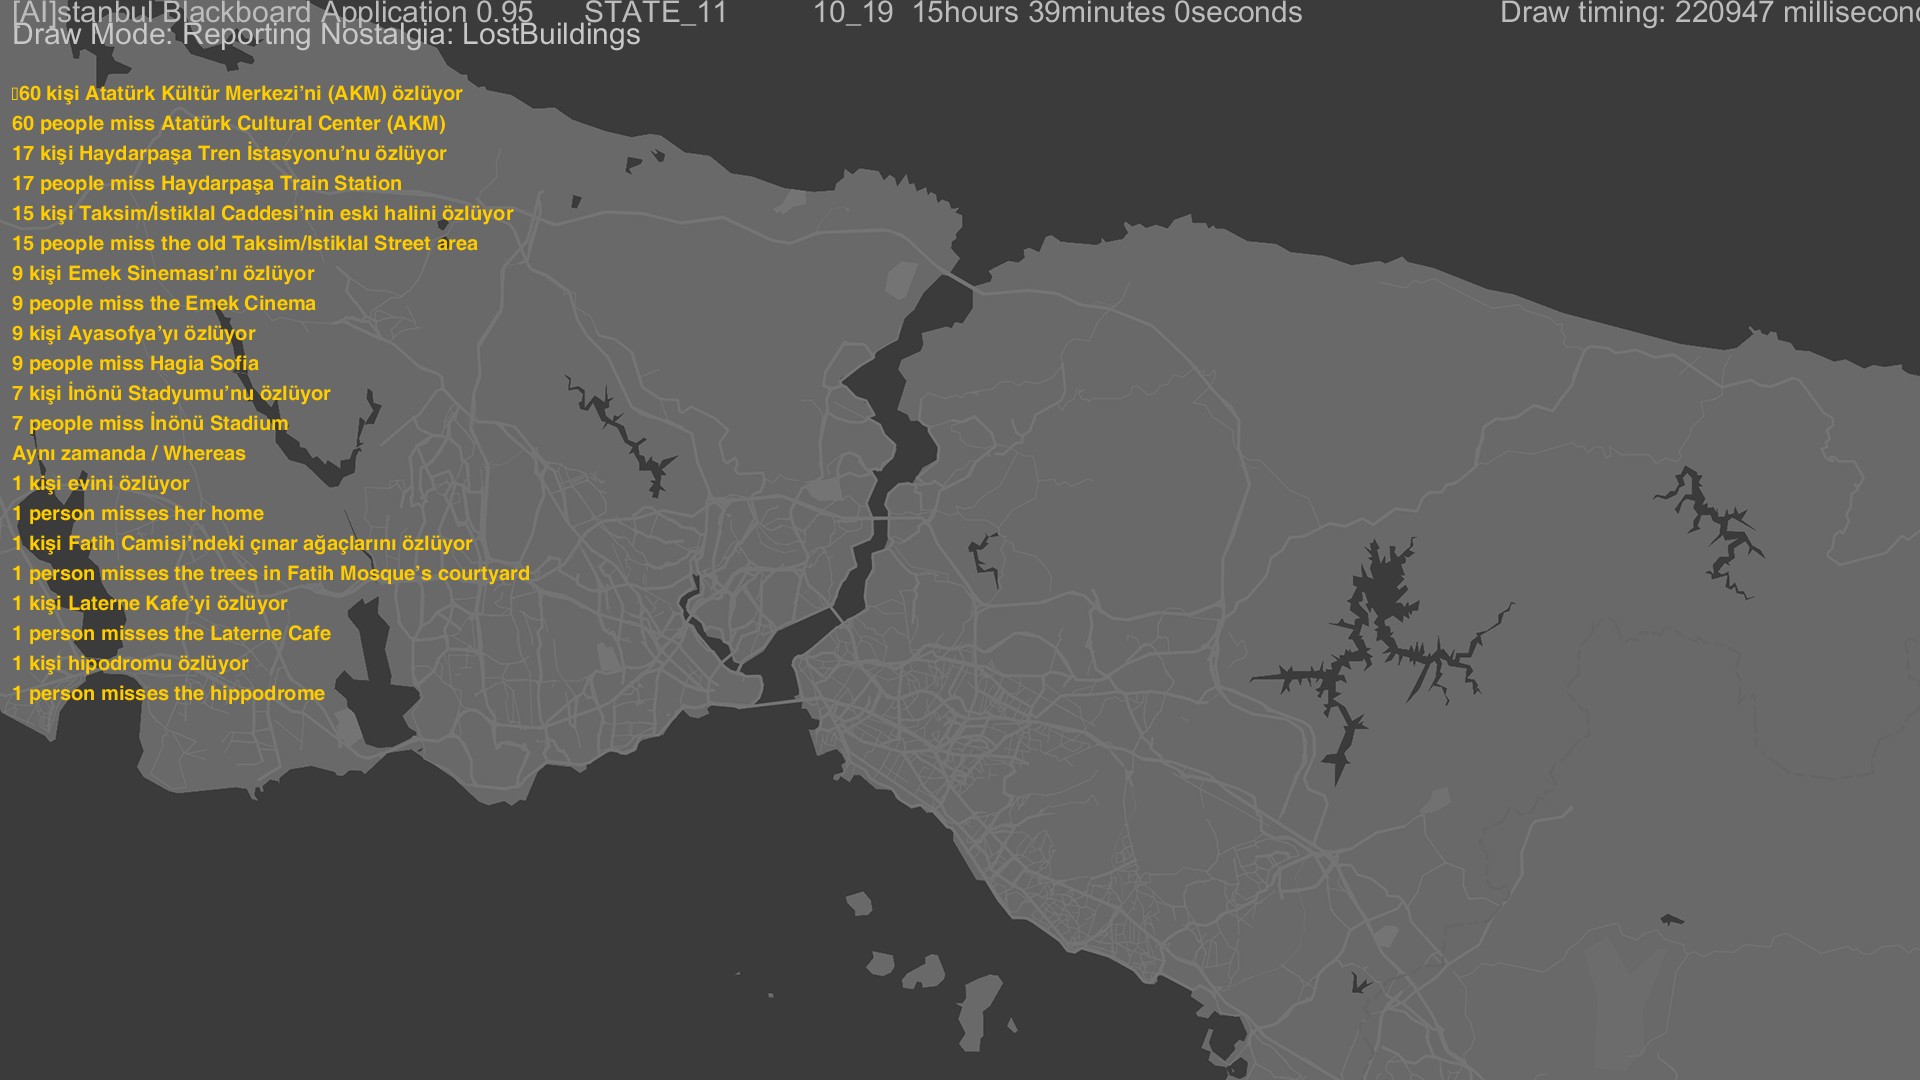 [AI]stanbul Blackboard Application 0.95 STATE_11 10_19 15hours 39minutes 0seconds Draw timing: 220947 millisecon
Draw Mode: Reporting Nostalgia: LostBuildings
60 kişi Atatürk Kültür Merkezi’ni (AKM) özlüyor
60 people miss Atatürk Cultural Center (AKM)
17 kişi Haydarpaşa Tren İstasyonu’nu özlüyor
17 people miss Haydarpaşa Train Station
15 kişi Taksim/İstiklal Caddesi’nin eski halini özlüyor
15 people miss the old Taksim/Istiklal Street area
9 kişi Emek Sineması’nı özlüyor
9 people miss the Emek Cinema
9 kişi Ayasofya’yı özlüyor
9 people miss Hagia Sofia
7 kişi İnönü Stadyumu’nu özlüyor
7 people miss İnönü Stadium
Aynı zamanda / Whereas
1 kişi evini özlüyor
1 person misses her home
1 kişi Fatih Camisi’ndeki çınar ağaçlarını özlüyor
1 person misses the trees in Fatih Mosque’s courtyard
1 kişi Laterne Kafe’yi özlüyor
1 person misses the Laterne Cafe
1 kişi hipodromu özlüyor
1 person misses the hippodrome